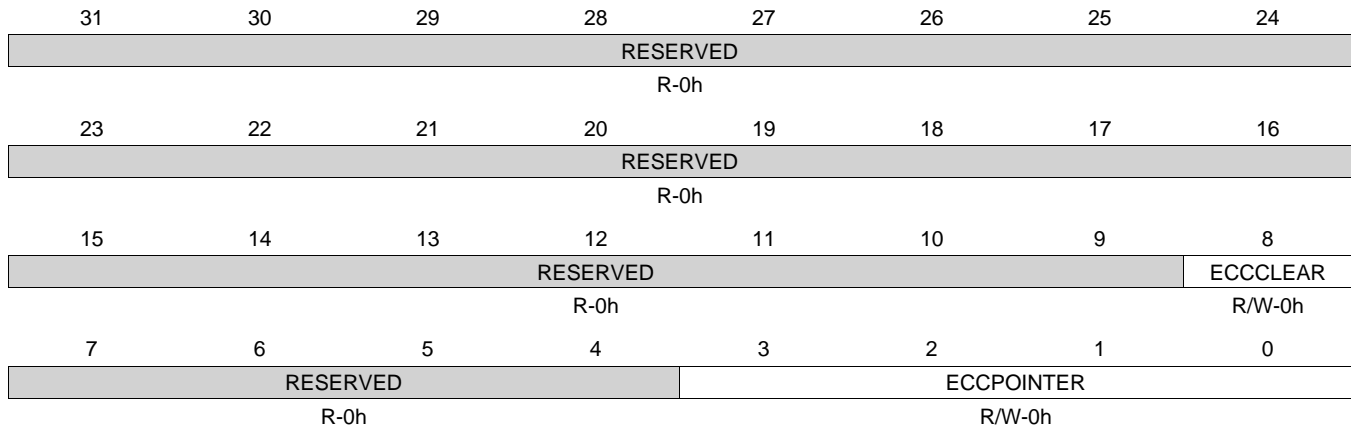 31 30 29 28 27 26 25 24
RESERVED
R-0h
23 22 21 20 19 18 17 16
RESERVED
R-0h
15 14 13 12 11 10 9 8
RESERVED ECCCLEAR
R-0h R/W-0h
7 6 5 4 3 2 1 0
RESERVED ECCPOINTER
R-0h R/W-0h